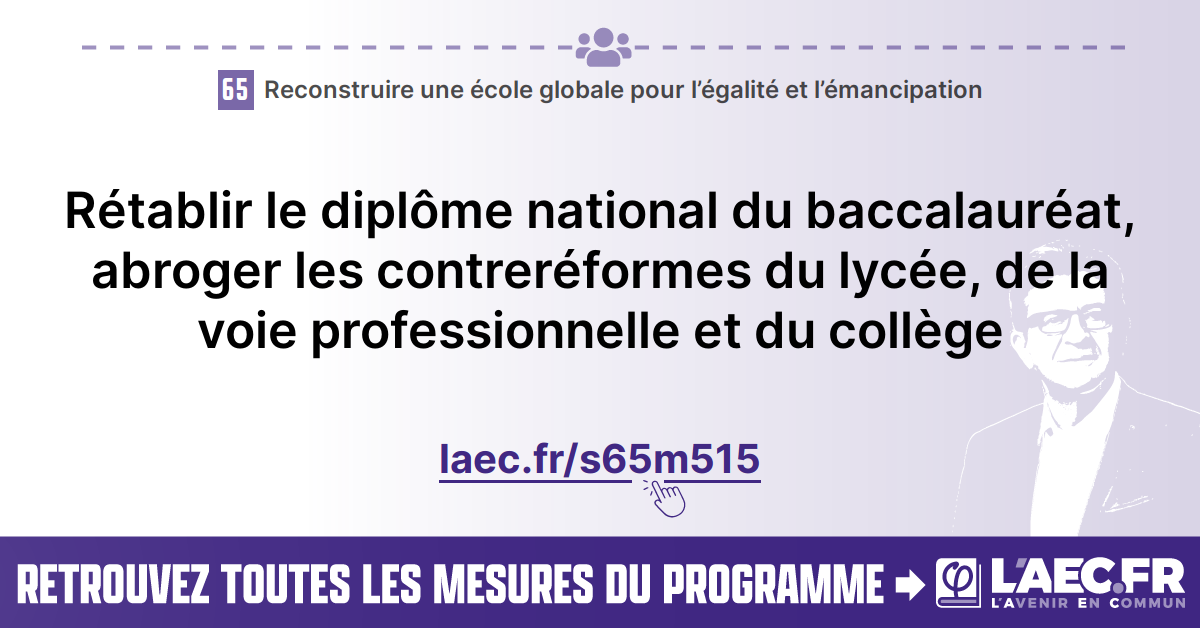 65 Reconstruire une école globale pour l’égalité et l’émancipation
Rétablir le diplôme national du baccalauréat,
abroger les contreréformes du lycée, de la
voie professionnelle et du collège
laec.fr/s65m515
RETROUVEZ TOUTES LES MESURES DU PROGRAMME
φ L’AEC.FR
L’AVENIR EN COMMUN